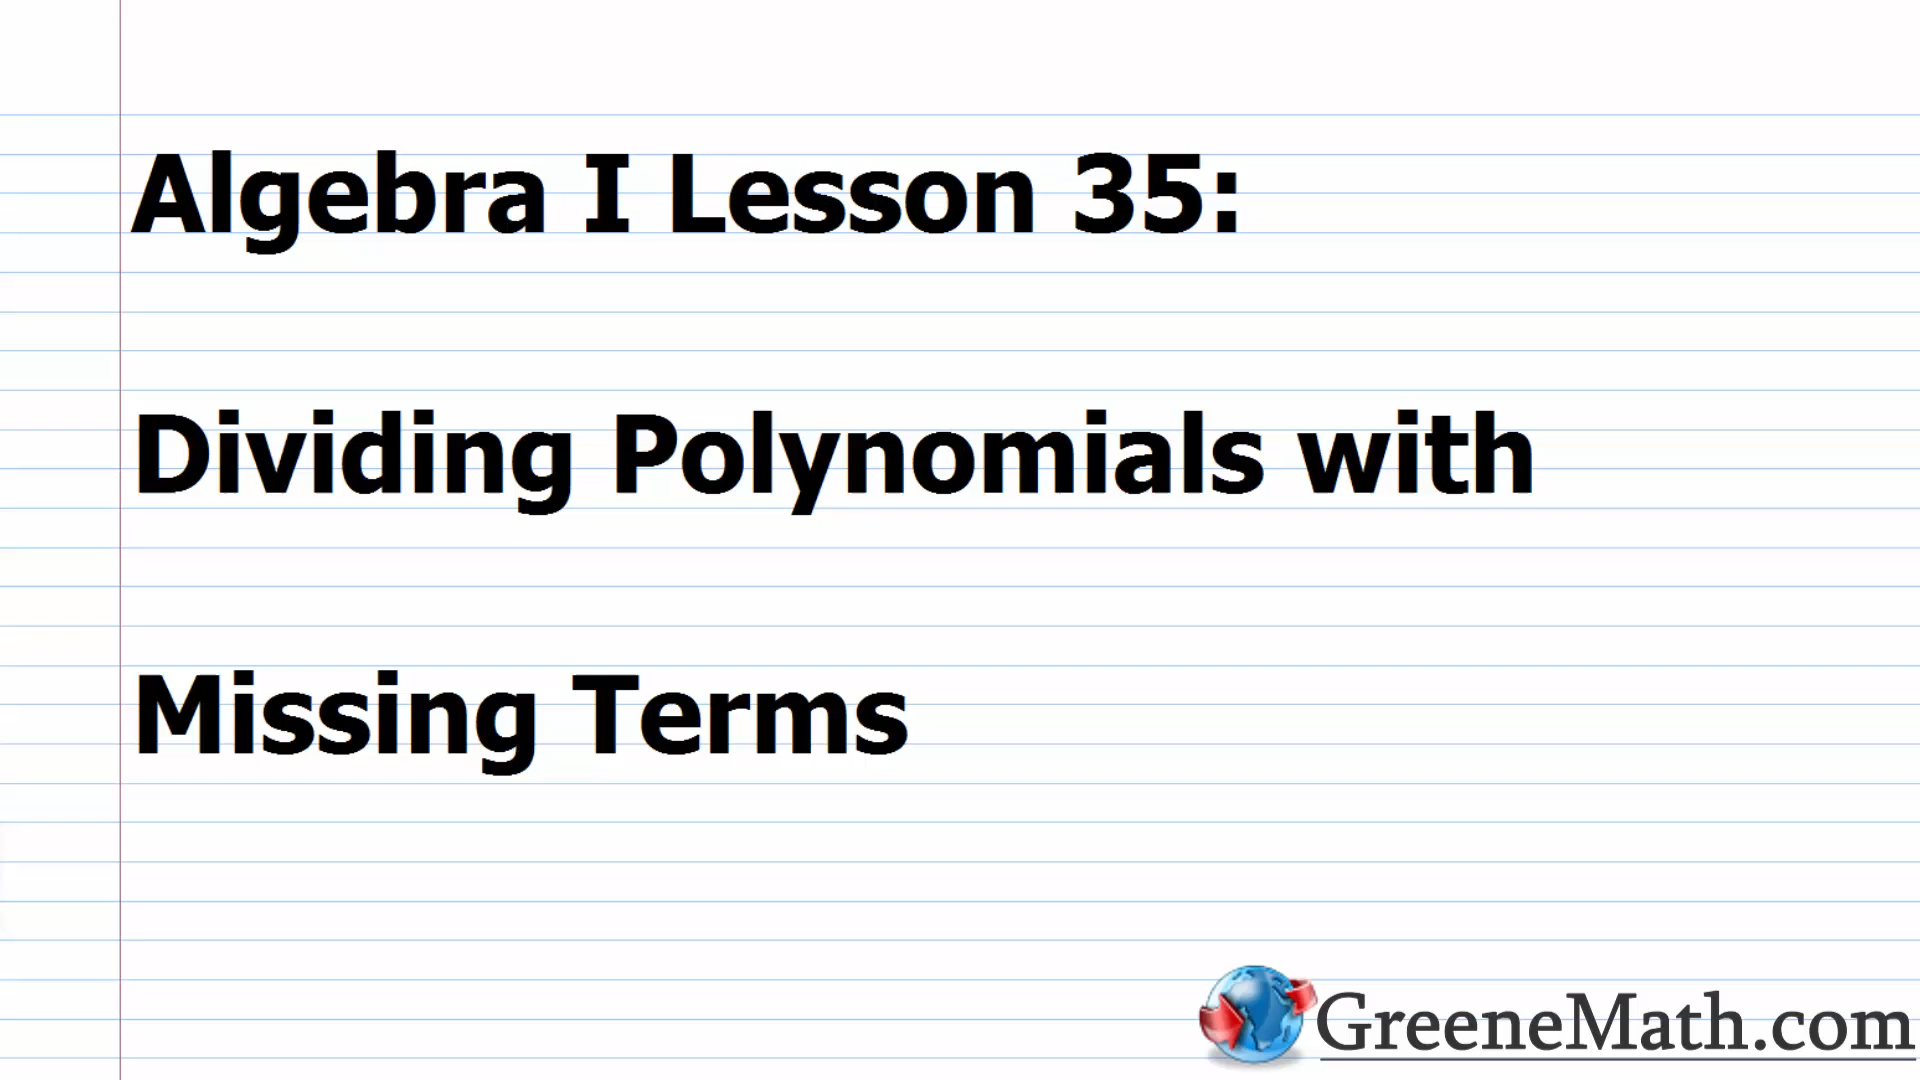 Algebra I Lesson 35:
Dividing Polynomials with
Missing Terms
GreeneMath.com